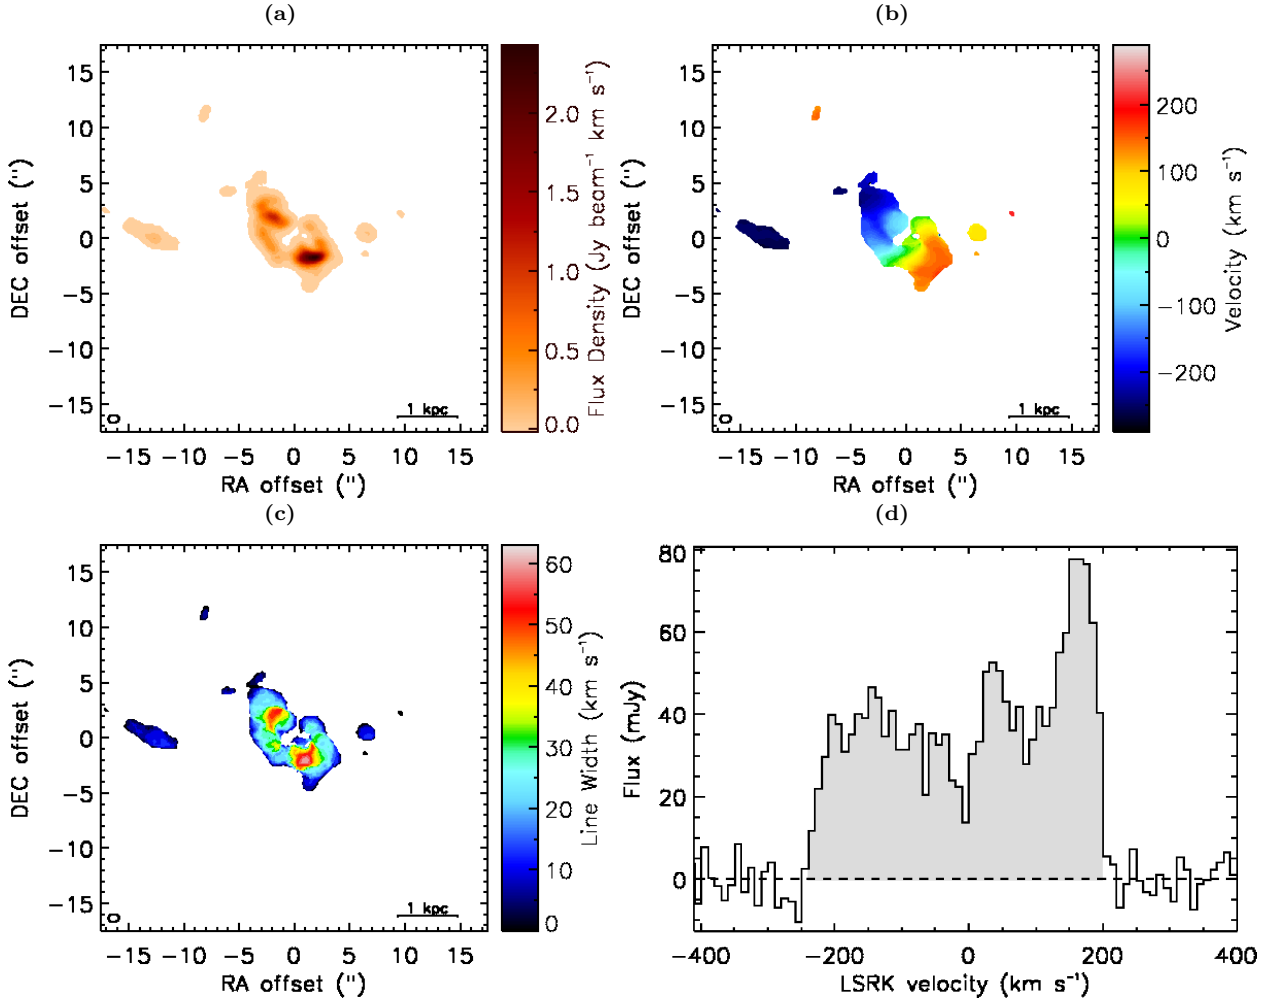 (a)
15
10
5
0
−5
−10
−15
−15 −10 −5 0 5 10 15
DEC offset (")
RA offset (")
1 kpc
2.0
1.5
1.0
0.5
0.0
Flux Density (Jy beam⁻¹ km s⁻¹)
(b)
15
10
5
0
−5
−10
−15
−15 −10 −5 0 5 10 15
DEC offset (")
RA offset (")
1 kpc
200
100
0
−100
−200
Velocity (km s⁻¹)
(c)
15
10
5
0
−5
−10
−15
−15 −10 −5 0 5 10 15
DEC offset (")
RA offset (")
1 kpc
60
50
40
30
20
10
0
Line Width (km s⁻¹)
(d)
80
60
40
20
0
−400 −200 0 200 400
Flux (mJy)
LSRK velocity (km s⁻¹)